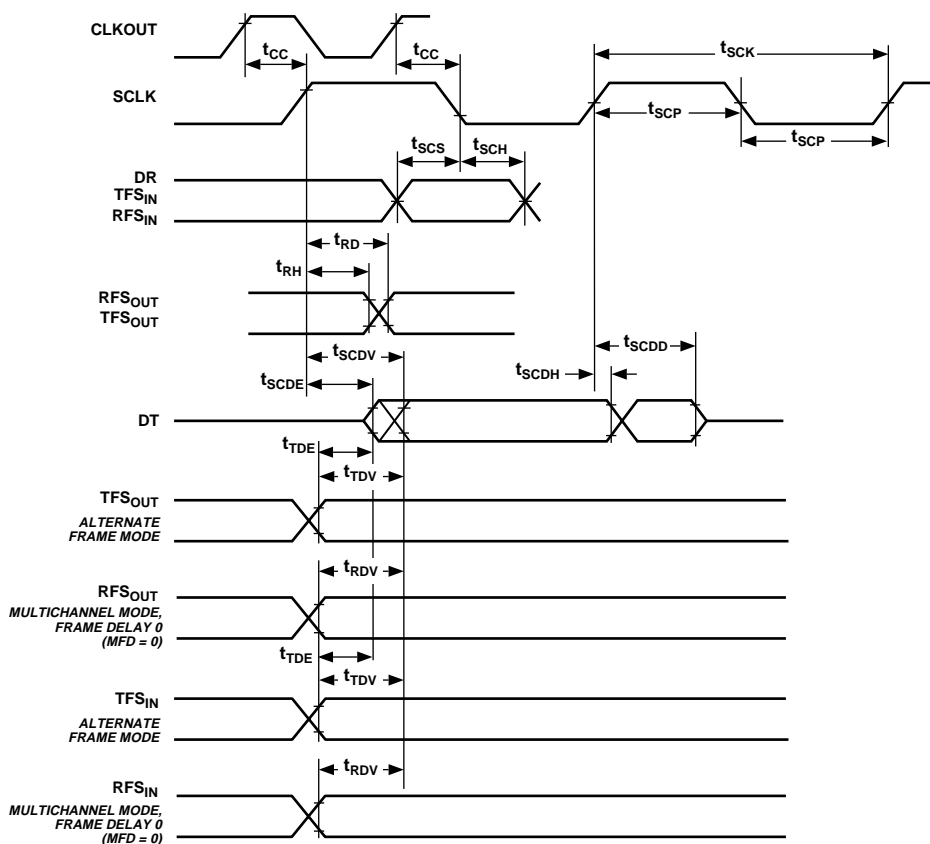 CLKOUT
tCC tCC tSCK
SCLK
tSCP
tSCP
tSCS tSCH
DR
TFSIN
RFSIN
tRD
tRH
RFSOUT
TFSOUT
tSCDV tSCDD
tSCDE tSCDH
DT
tTDE
tTDV
TFSOUT
ALTERNATE
FRAME MODE
tRDV
RFSOUT
MULTICHANNEL MODE,
FRAME DELAY 0
(MFD = 0)
tTDE
tTDV
TFSIN
ALTERNATE
FRAME MODE
tRDV
RFSIN
MULTICHANNEL MODE,
FRAME DELAY 0
(MFD = 0)